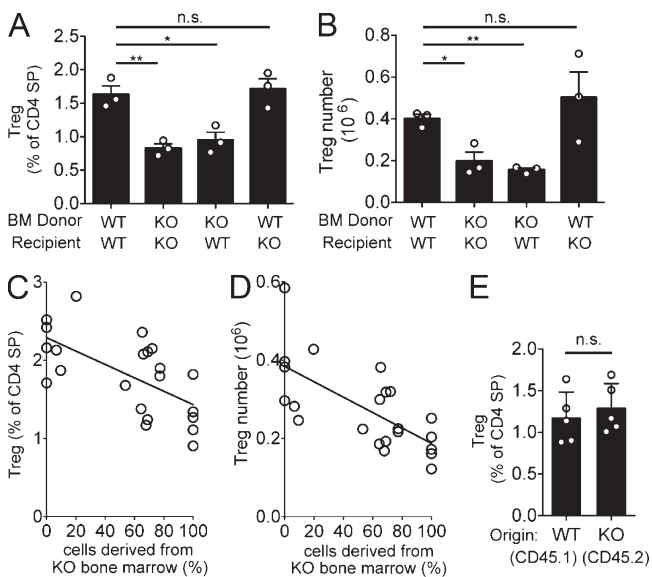 A
n.s.
*
**
Treg
(% of CD4 SP)
2.5
2.0
1.5
1.0
0.5
0
BM Donor WT KO KO WT
Recipient WT KO WT KO
B
n.s.
**
*
Treg number
(10 6)
0.8
0.6
0.4
0.2
0
BM Donor WT KO KO WT
Recipient WT KO WT KO
C
Treg (% of CD4 SP)
3
2
1
0
0 20 40 60 80 100
cells derived from
KO bone marrow (%)
D
Treg number (10⁶)
0.6
0.4
0.2
0.0
0 20 40 60 80 100
cells derived from
KO bone marrow (%)
E
n.s.
Treg
(% of CD4 SP)
2.0
1.5
1.0
0.5
0
Origin: WT KO
(CD45.1) (CD45.2)